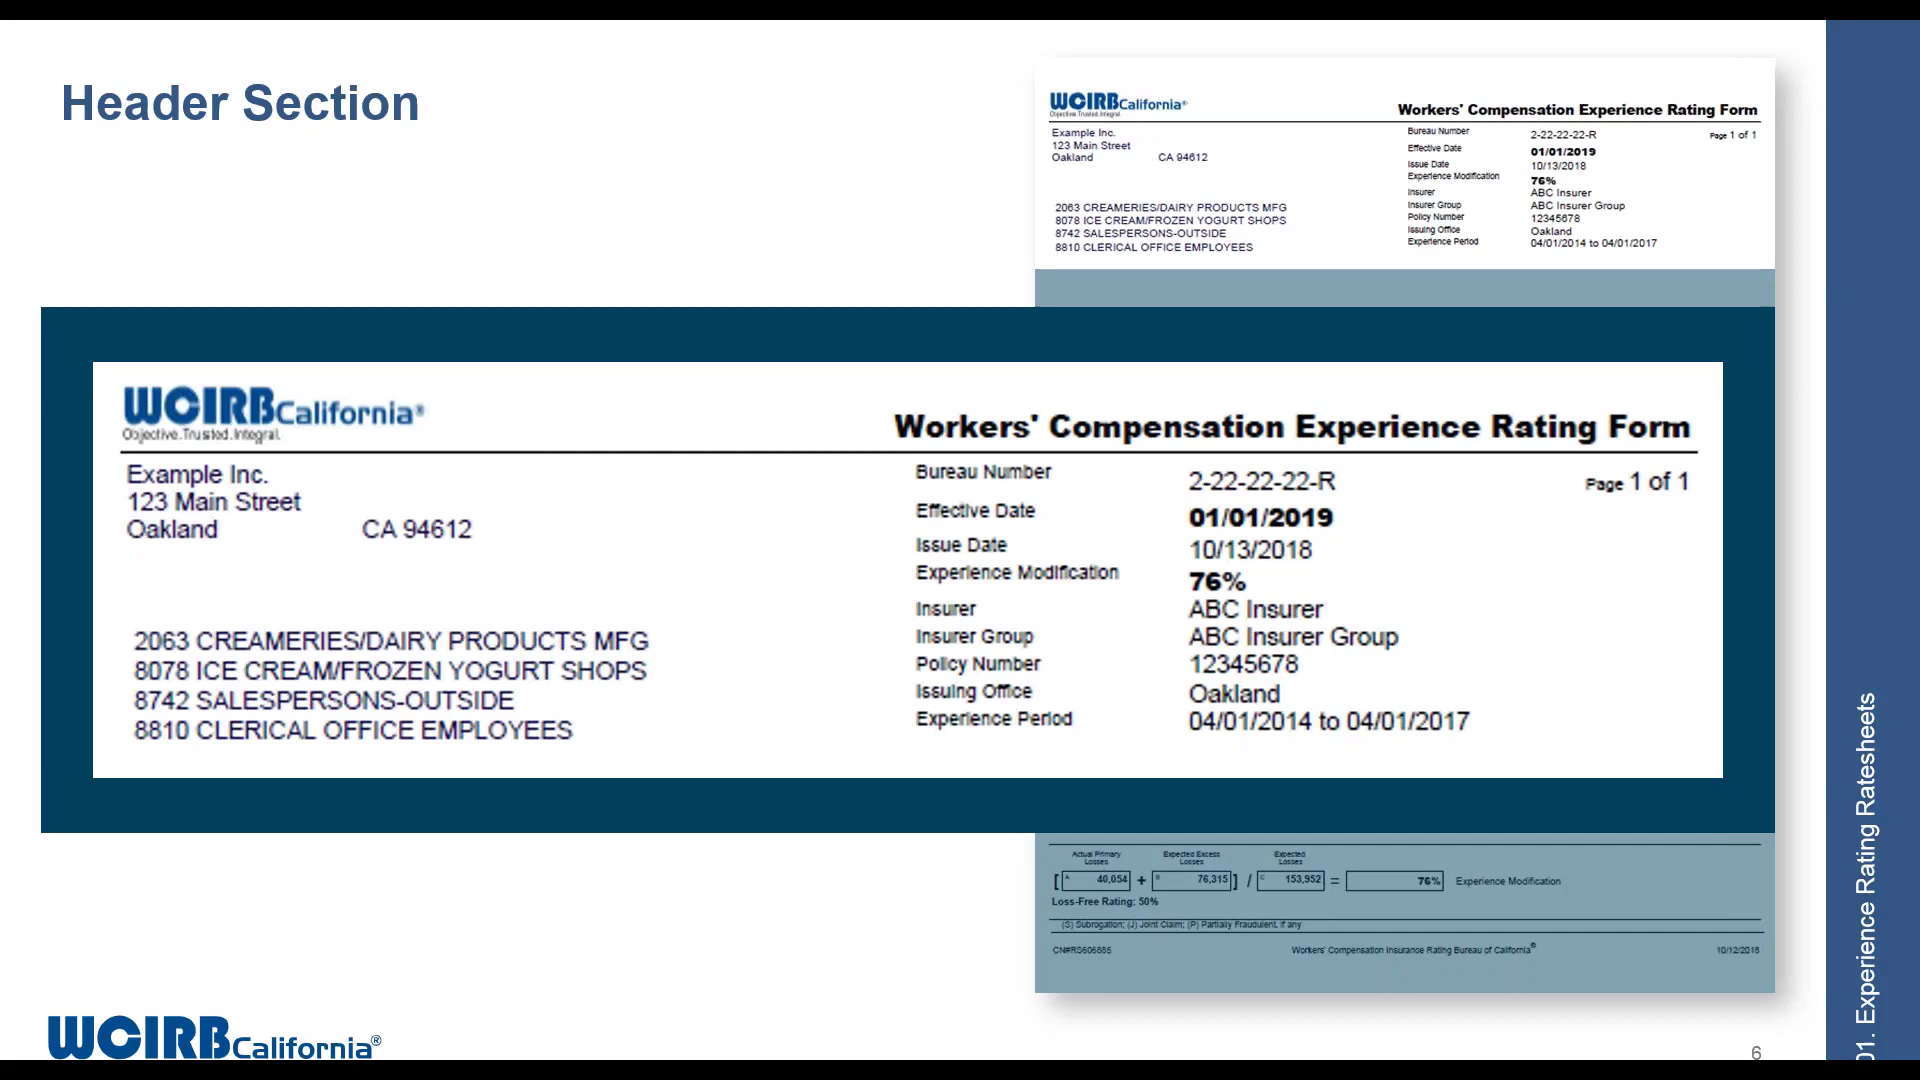 Header Section
WCIRBCalifornia®
Objective.Trusted.Integral.
Workers' Compensation Experience Rating Form
Example Inc.
123 Main Street
Oakland CA 94612
Bureau Number 2-22-22-22-R Page 1 of 1
Effective Date 01/01/2019
Issue Date 10/13/2018
Experience Modification 76%
Insurer ABC Insurer
Insurer Group ABC Insurer Group
Policy Number 12345678
Issuing Office Oakland
Experience Period 04/01/2014 to 04/01/2017
2063 CREAMERIES/DAIRY PRODUCTS MFG
8078 ICE CREAM/FROZEN YOGURT SHOPS
8742 SALESPERSONS-OUTSIDE
8810 CLERICAL OFFICE EMPLOYEES
WCIRBCalifornia®
Objective.Trusted.Integral.
Workers' Compensation Experience Rating Form
Example Inc.
123 Main Street
Oakland CA 94612
Bureau Number 2-22-22-22-R Page 1 of 1
Effective Date 01/01/2019
Issue Date 10/13/2018
Experience Modification 76%
Insurer ABC Insurer
Insurer Group ABC Insurer Group
Policy Number 12345678
Issuing Office Oakland
Experience Period 04/01/2014 to 04/01/2017
2063 CREAMERIES/DAIRY PRODUCTS MFG
8078 ICE CREAM/FROZEN YOGURT SHOPS
8742 SALESPERSONS-OUTSIDE
8810 CLERICAL OFFICE EMPLOYEES
Actual Primary Losses
Expected Excess Losses
Expected Losses
[ A 40,054 + B 76,315 ] / C 153,952 = 76% Experience Modification
Loss-Free Rating: 50%
(S) Subrogation; (J) Joint Claim; (P) Partially Fraudulent, if any
CN#RS606885 Workers' Compensation Insurance Rating Bureau of California® 10/12/2018
WCIRBCalifornia®
6
01. Experience Rating Ratesheets